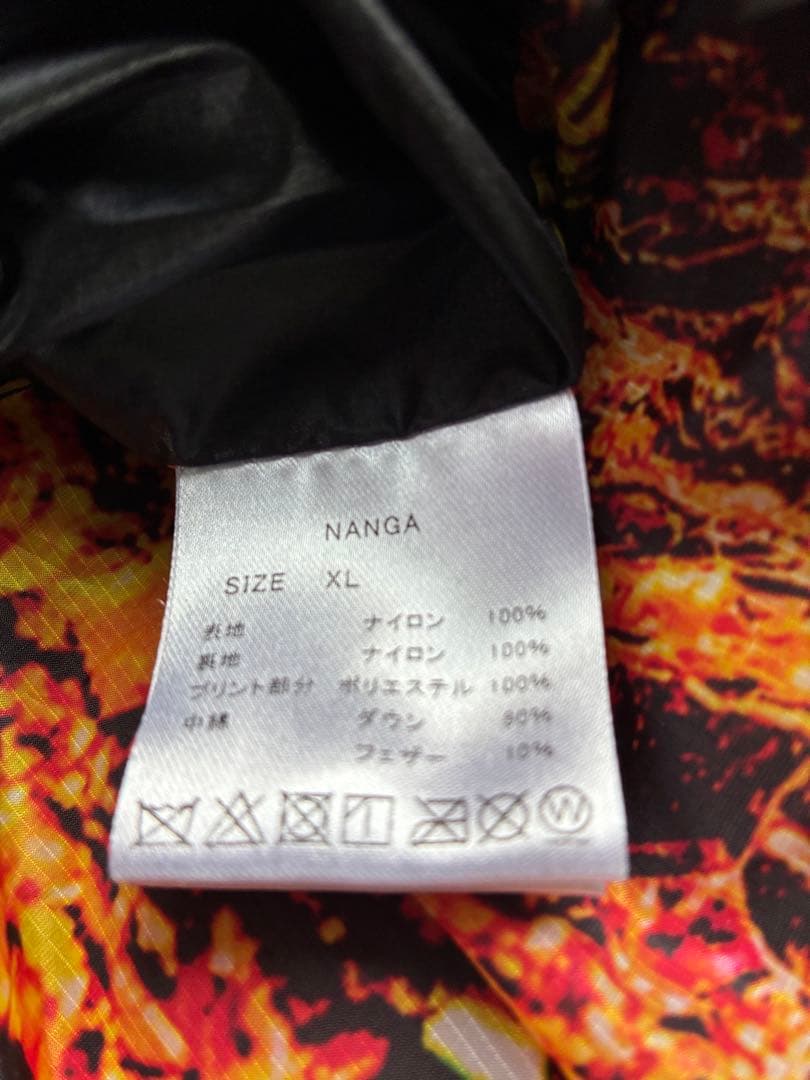 NANGA
SIZE XL
表地 ナイロン 100%
裏地 ナイロン 100%
プリント部分 ポリエステル 100%
中綿 ダウン 90%
フェザー 10%
W